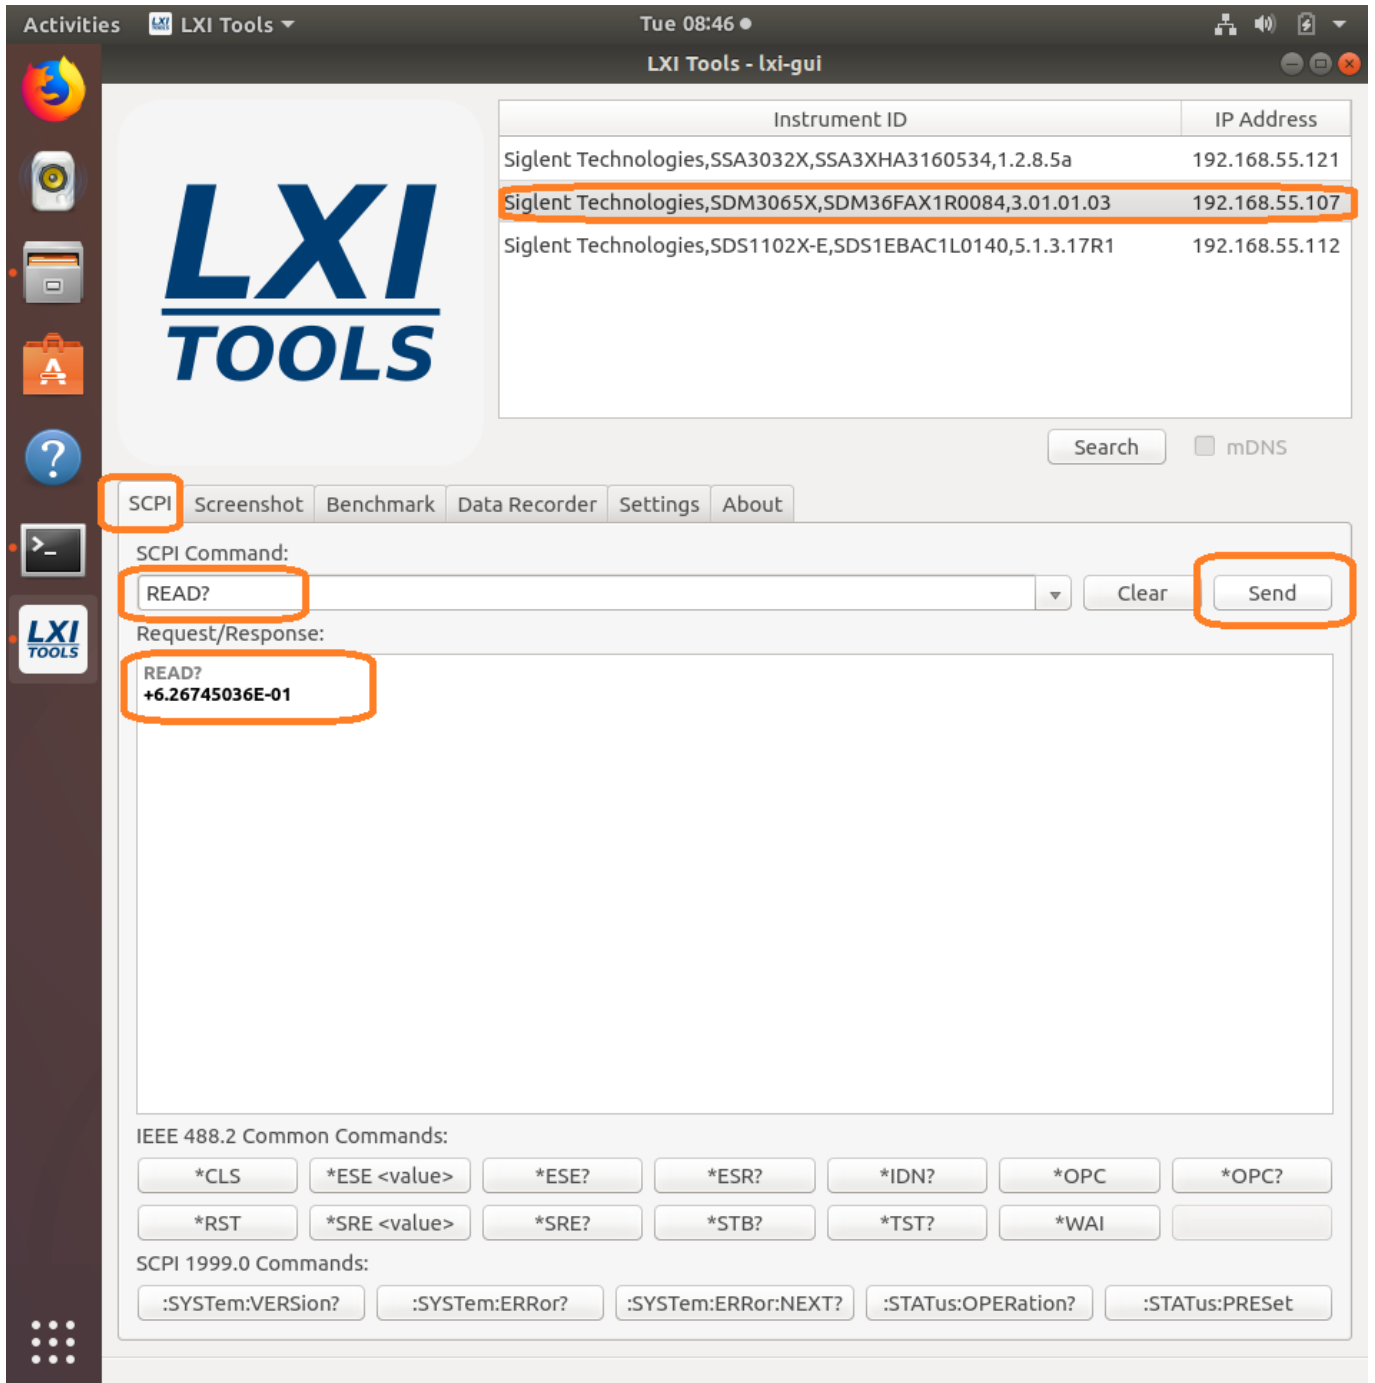 Activities LXI Tools Tue 08:46
LXI Tools - lxi-gui
LXI
TOOLS
Instrument ID IP Address
Siglent Technologies,SSA3032X,SSA3XHA3160534,1.2.8.5a 192.168.55.121
Siglent Technologies,SDM3065X,SDM36FAX1R0084,3.01.01.03 192.168.55.107
Siglent Technologies,SDS1102X-E,SDS1EBAC1L0140,5.1.3.17R1 192.168.55.112
Search mDNS
SCPI Screenshot Benchmark Data Recorder Settings About
SCPI Command:
READ? Clear Send
Request/Response:
READ?
+6.26745036E-01
LXI
TOOLS
IEEE 488.2 Common Commands:
*CLS *ESE <value> *ESE? *ESR? *IDN? *OPC *OPC?
*RST *SRE <value> *SRE? *STB? *TST? *WAI
SCPI 1999.0 Commands:
:SYSTem:VERSion? :SYSTem:ERRor? :SYSTem:ERRor:NEXT? :STATus:OPERation? :STATus:PRESet